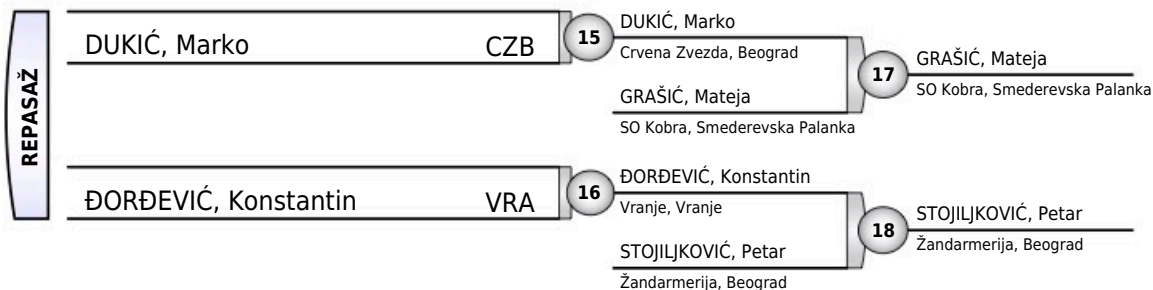 REPASAŽ
DUKIĆ, Marko CZB
15
DUKIĆ, Marko
Crvena Zvezda, Beograd
GRAŠIĆ, Mateja
SO Kobra, Smederevska Palanka
17
GRAŠIĆ, Mateja
SO Kobra, Smederevska Palanka
ĐORĐEVIĆ, Konstantin VRA
16
ĐORĐEVIĆ, Konstantin
Vranje, Vranje
STOJILJKOVIĆ, Petar
Žandarmerija, Beograd
18
STOJILJKOVIĆ, Petar
Žandarmerija, Beograd